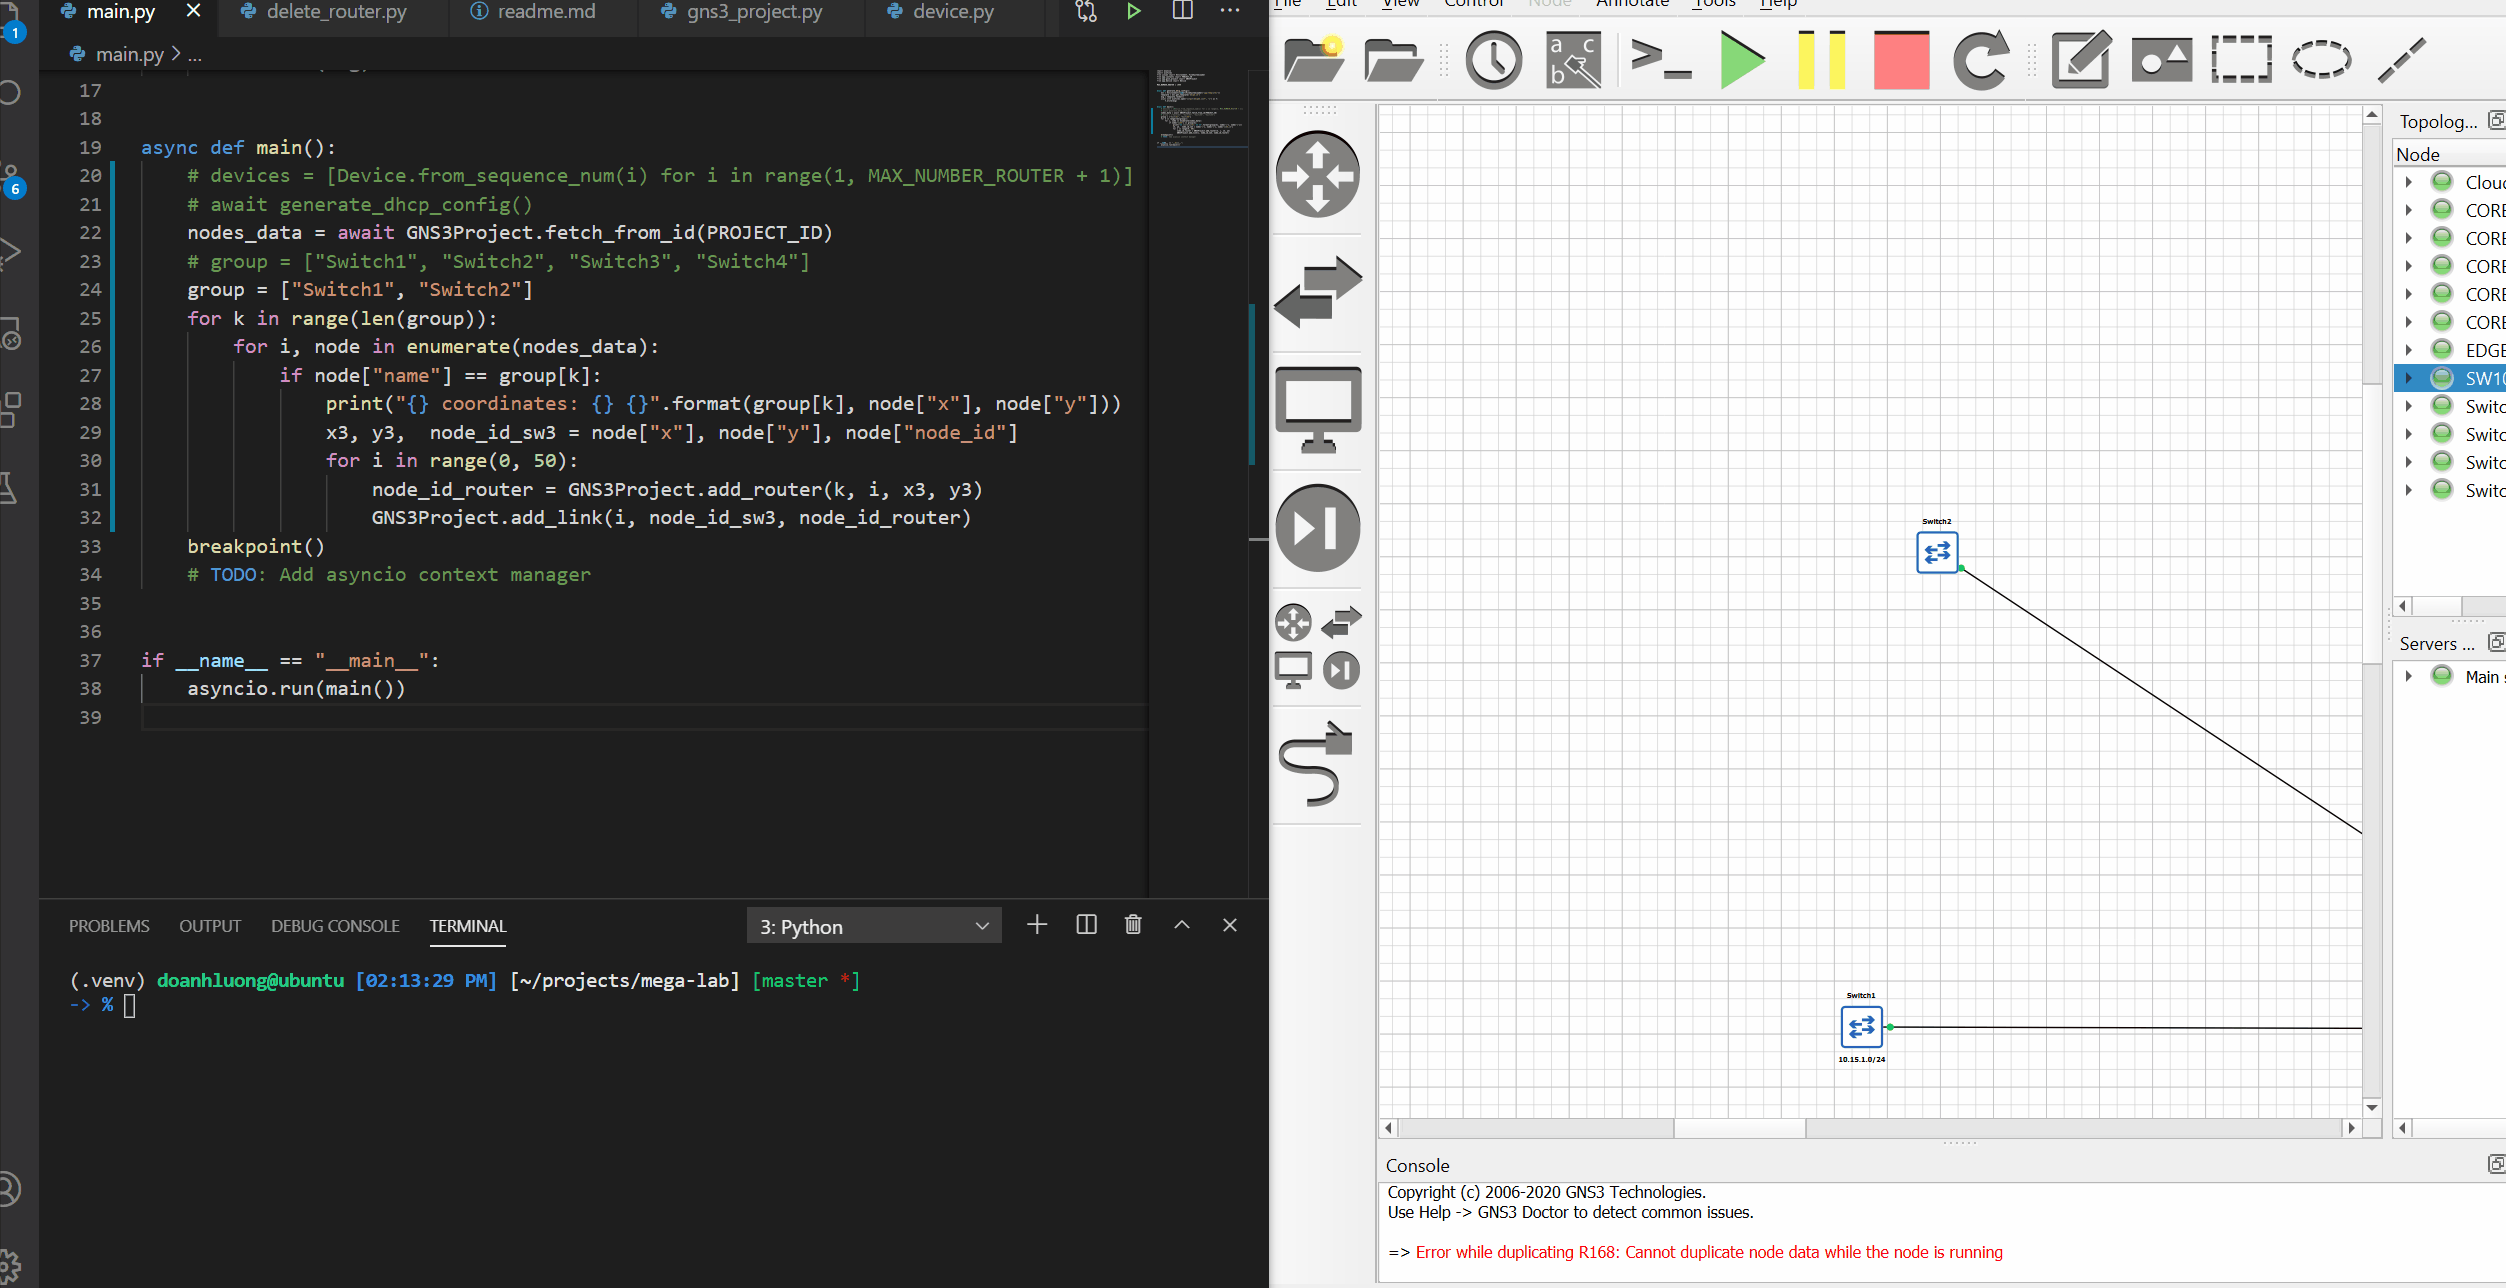 main.py
delete_router.py
readme.md
gns3_project.py
device.py
main.py > ...
17
18
19 async def main():
20 # devices = [Device.from_sequence_num(i) for i in range(1, MAX_NUMBER_ROUTER + 1)]
21 # await generate_dhcp_config()
22 nodes_data = await GNS3Project.fetch_from_id(PROJECT_ID)
23 # group = ["Switch1", "Switch2", "Switch3", "Switch4"]
24 group = ["Switch1", "Switch2"]
25 for k in range(len(group)):
26 for i, node in enumerate(nodes_data):
27 if node["name"] == group[k]:
28 print("{} coordinates: {} {}".format(group[k], node["x"], node["y"]))
29 x3, y3,  node_id_sw3 = node["x"], node["y"], node["node_id"]
30 for i in range(0, 50):
31 node_id_router = GNS3Project.add_router(k, i, x3, y3)
32 GNS3Project.add_link(i, node_id_sw3, node_id_router)
33 breakpoint()
34 # TODO: Add asyncio context manager
35
36
37 if __name__ == "__main__":
38 asyncio.run(main())
39
1
6
PROBLEMS
OUTPUT
DEBUG CONSOLE
TERMINAL
3: Python
(.venv) doanhluong@ubuntu [02:13:29 PM] [~/projects/mega-lab] [master *]
-> %
File
Edit
View
Control
Node
Annotate
Tools
Help
a c
b
Switch2
Switch1
10.15.1.0/24
Topolog...
Node
Clou
CORE
CORE
CORE
CORE
CORE
EDGE
SW10
Switc
Switc
Switc
Switc
Servers ...
Main s
Console
Copyright (c) 2006-2020 GNS3 Technologies.
Use Help -> GNS3 Doctor to detect common issues.
=> Error while duplicating R168: Cannot duplicate node data while the node is running